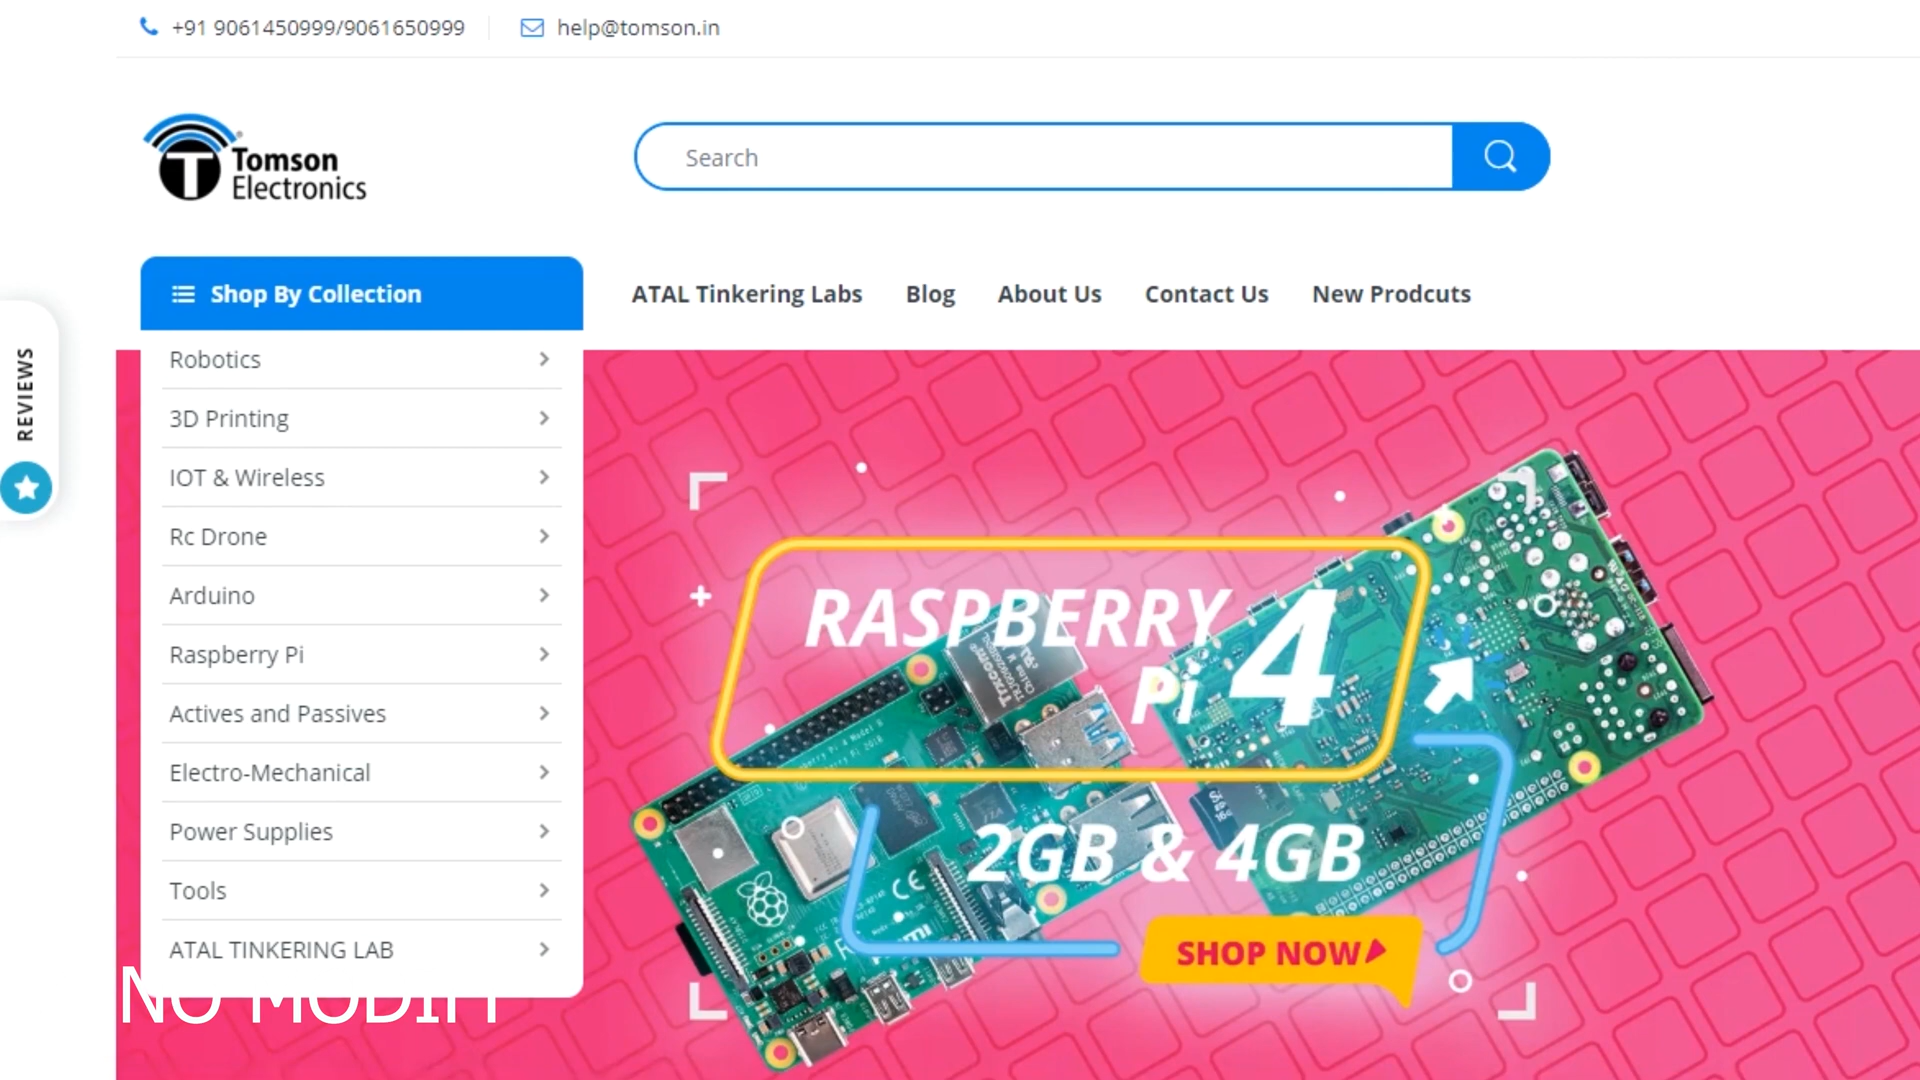 +91 9061450999/9061650999
help@tomson.in
Tomson
Electronics
Search
Shop By Collection
ATAL Tinkering Labs
Blog
About Us
Contact Us
New Prodcuts
REVIEWS
Robotics
3D Printing
IOT & Wireless
Rc Drone
Arduino
Raspberry Pi
Actives and Passives
Electro-Mechanical
Power Supplies
Tools
ATAL TINKERING LAB
NO MODIFY
RASPBERRY
Pi 4
2GB & 4GB
SHOP NOW